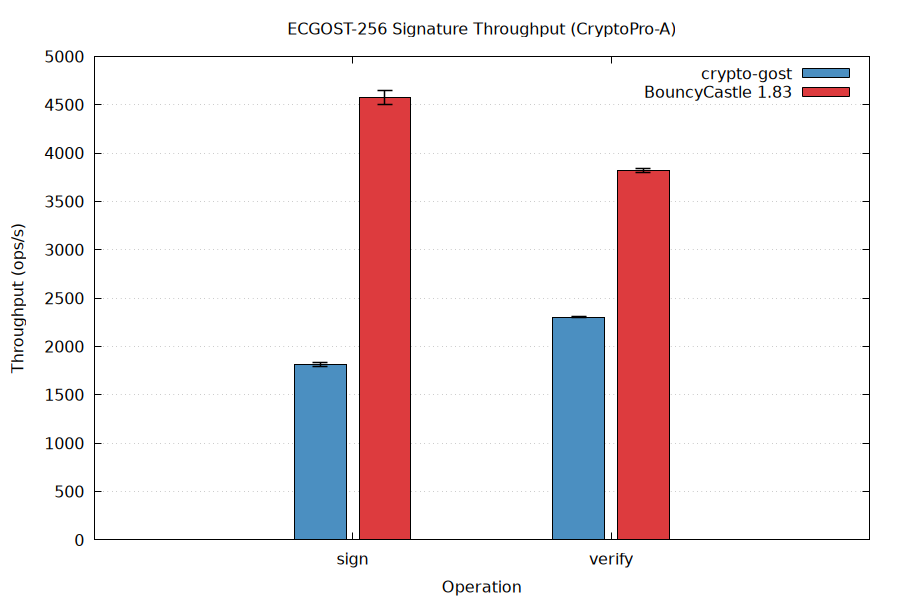 ECGOST-256 Signature Throughput (CryptoPro-A)
crypto-gost
BouncyCastle 1.83
Throughput (ops/s)
5000
4500
4000
3500
3000
2500
2000
1500
1000
500
0
sign verify
Operation